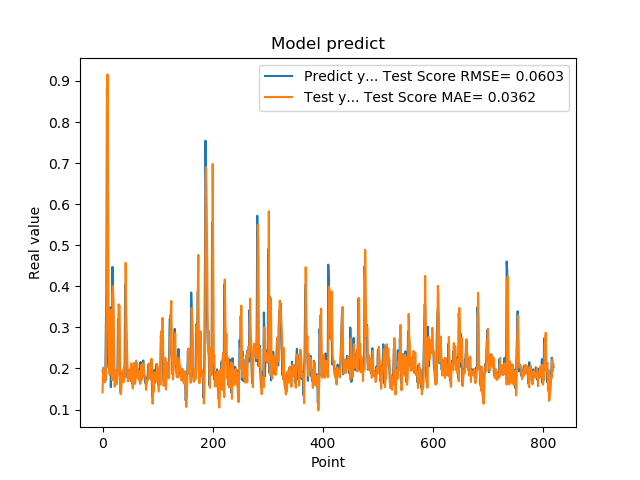 Model predict
Predict y... Test Score RMSE= 0.0603
Test y... Test Score MAE= 0.0362
Real value
0.9
0.8
0.7
0.6
0.5
0.4
0.3
0.2
0.1
0 200 400 600 800
Point